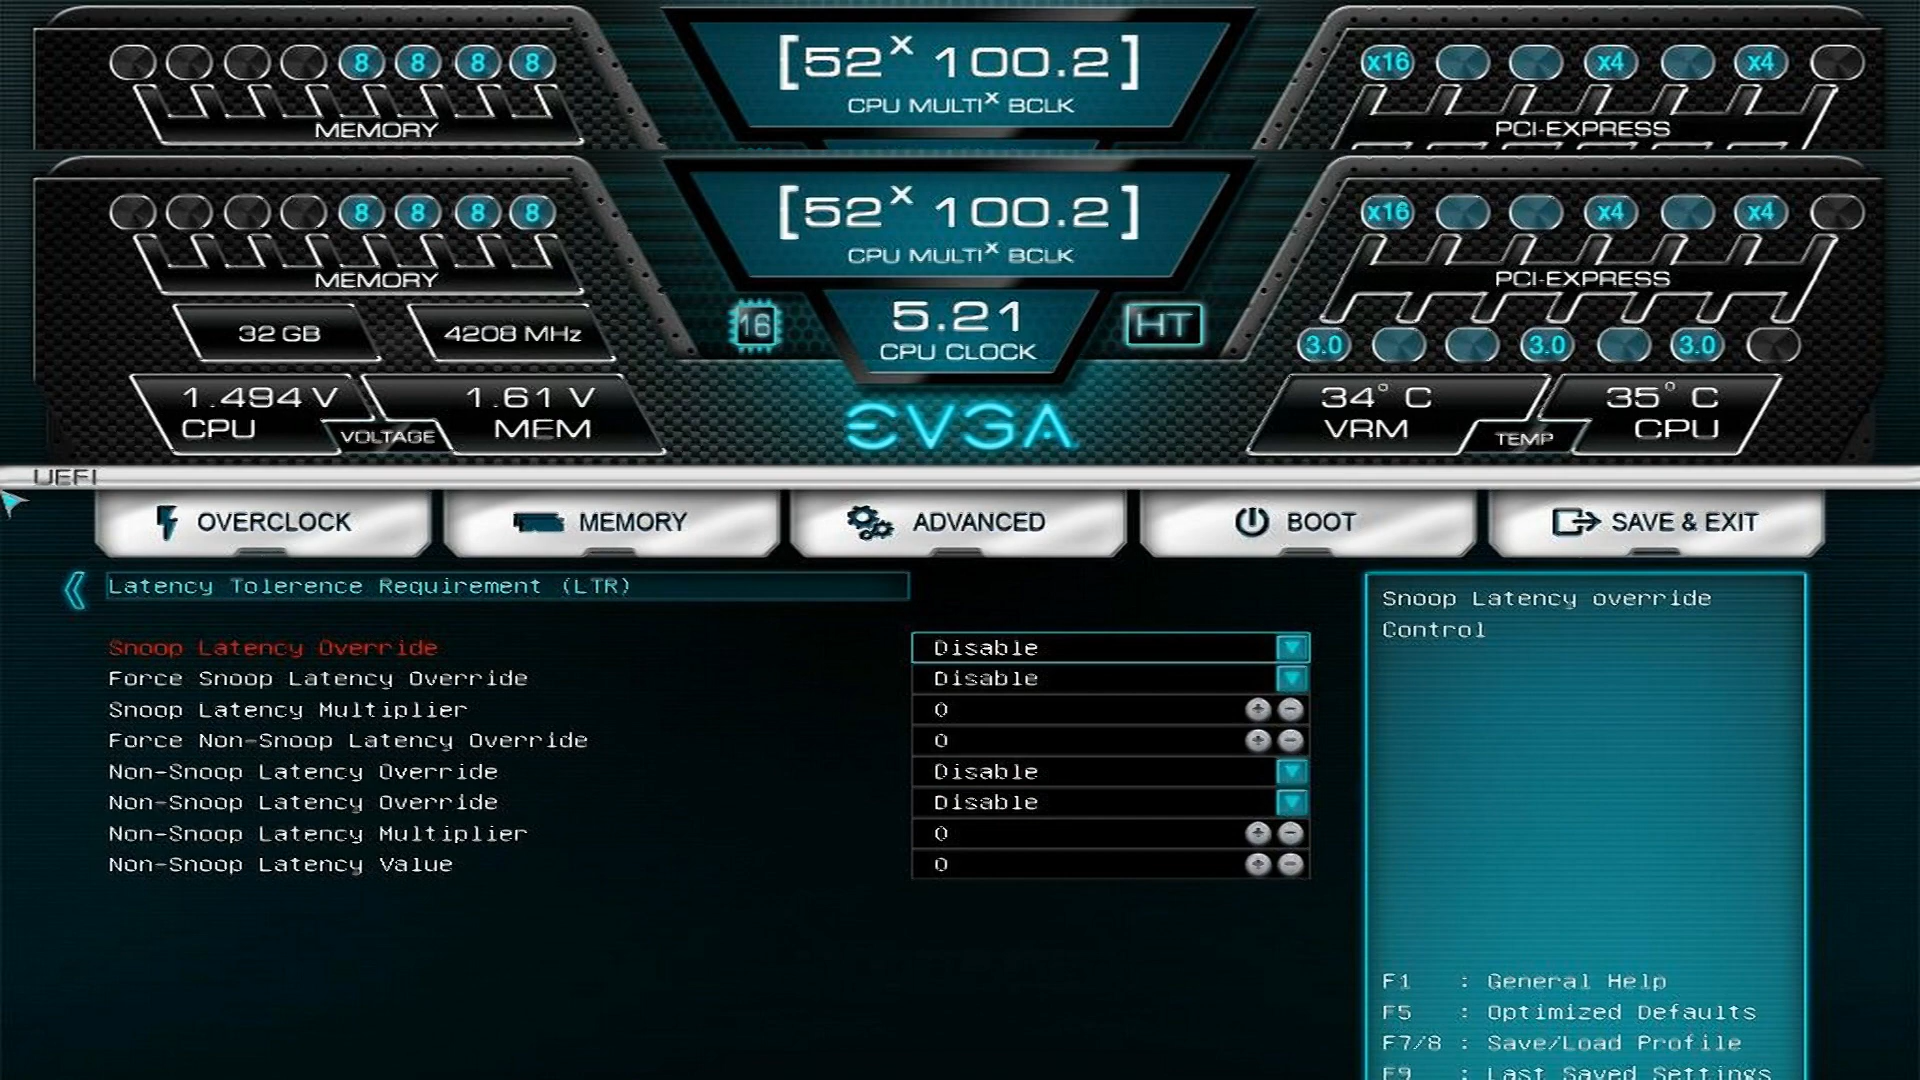 8 8 8 8
MEMORY
[52 x 100.2]
CPU MULTI x BCLK
x16 x4 x4
PCI-EXPRESS
8 8 8 8
MEMORY
32 GB
4208 MHz
1.494 V
CPU
VOLTAGE
1.61 V
MEM
[52 x 100.2]
CPU MULTI x BCLK
16
5.21
CPU CLOCK
HT
EVGA
x16 x4 x4
PCI-EXPRESS
3.0 3.0 3.0
34° C
VRM
TEMP
35° C
CPU
UEFI
OVERCLOCK
MEMORY
ADVANCED
BOOT
SAVE & EXIT
Latency Tolerence Requirement (LTR)
Snoop Latency Override Disable
Force Snoop Latency Override Disable
Snoop Latency Multiplier 0
Force Non-Snoop Latency Override 0
Non-Snoop Latency Override Disable
Non-Snoop Latency Override Disable
Non-Snoop Latency Multiplier 0
Non-Snoop Latency Value 0
Snoop Latency override
Control
F1 : General Help
F5 : Optimized Defaults
F7/8 : Save/Load Profile
F9 : Last Saved Settings